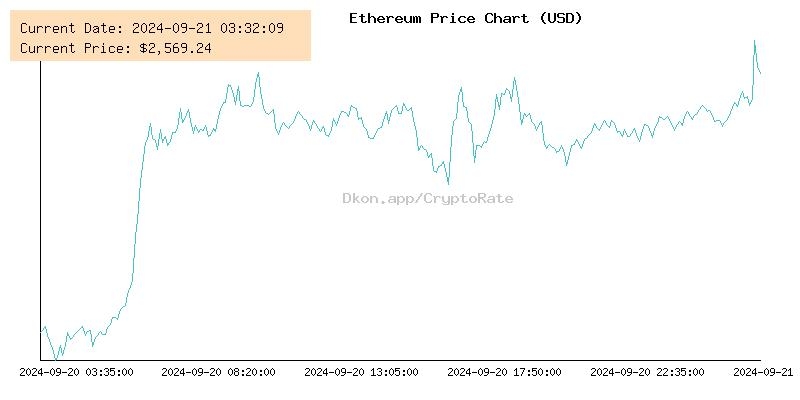 Ethereum Price Chart (USD)
Current Date: 2024-09-21 03:32:09
Current Price: $2,569.24
Dkon.app/CryptoRate
2024-09-20 03:35:00
2024-09-20 08:20:00
2024-09-20 13:05:00
2024-09-20 17:50:00
2024-09-20 22:35:00
2024-09-21